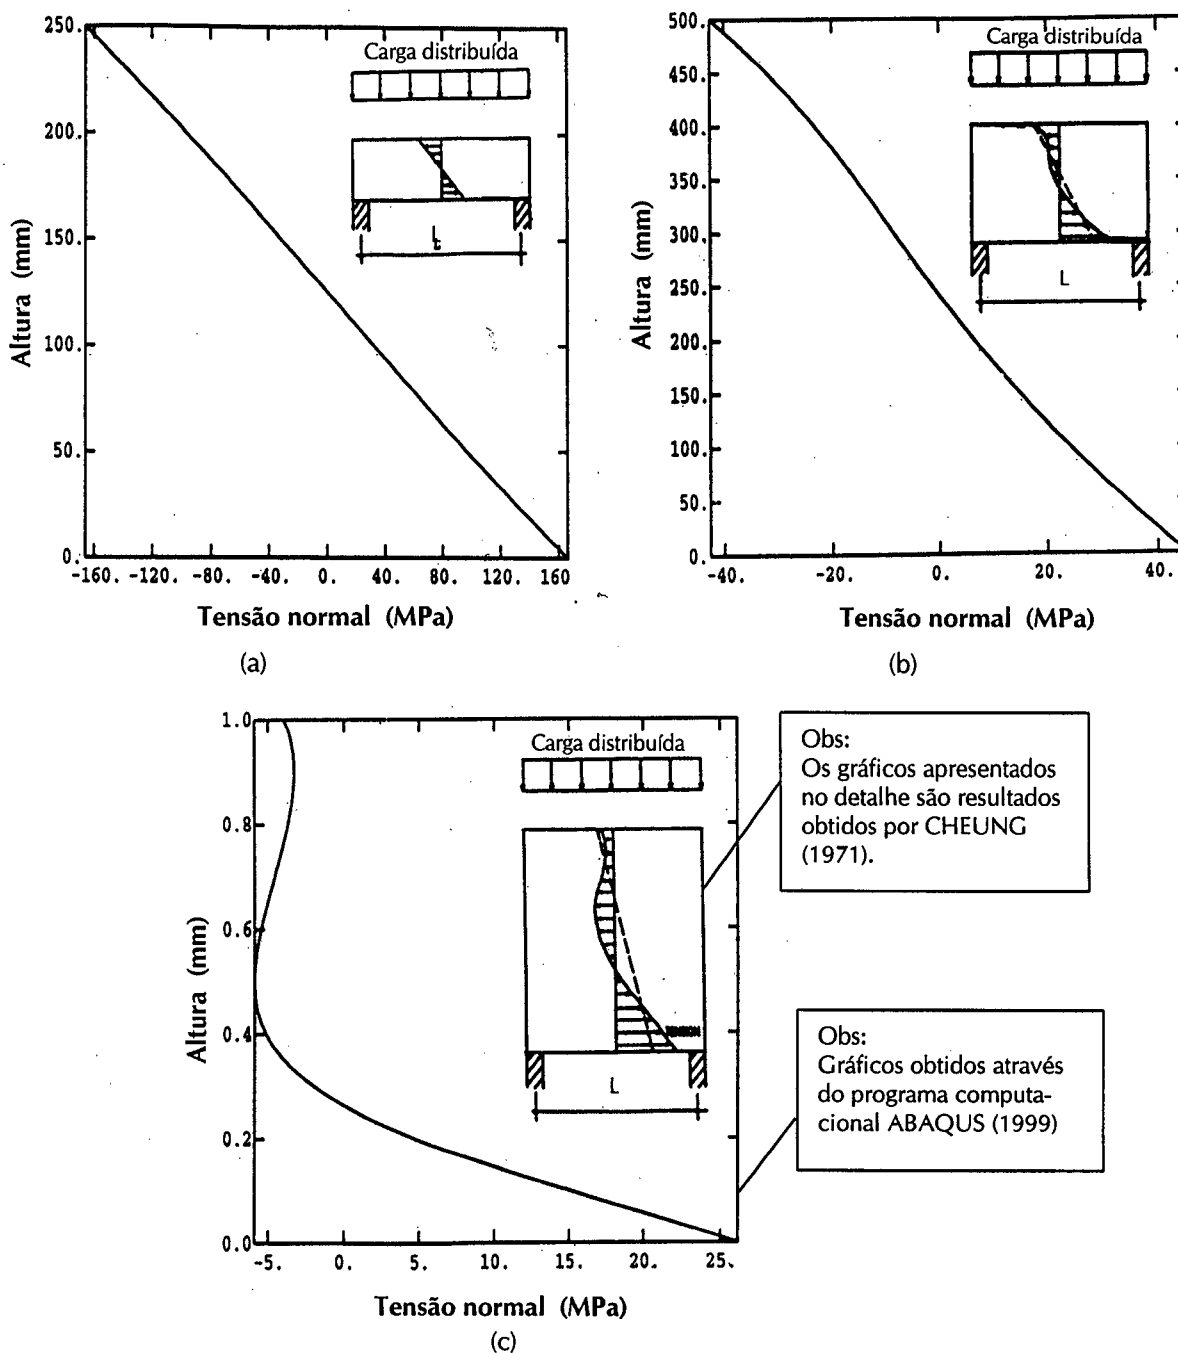 250.
200.
150.
100.
50.
0.
Altura (mm)
Carga distribuída
-160. -120. -80. -40. 0. 40. 80. 120. 160
Tensão normal (MPa)
(a)
500.
450.
400.
350.
300.
250.
200.
150.
100.
50.
0.
Altura (mm)
Carga distribuída
L
-40. -20. 0. 20. 40.
Tensão normal (MPa)
(b)
1.0
0.8
0.6
0.4
0.2
0.0
Altura (mm)
Carga distribuída
TENSION
L
-5. 0. 5. 10. 15. 20. 25.
Tensão normal (MPa)
(c)
Obs:
Os gráficos apresentados
no detalhe são resultados
obtidos por CHEUNG
(1971).
Obs:
Gráficos obtidos através
do programa computa-
cional ABAQUS (1999)